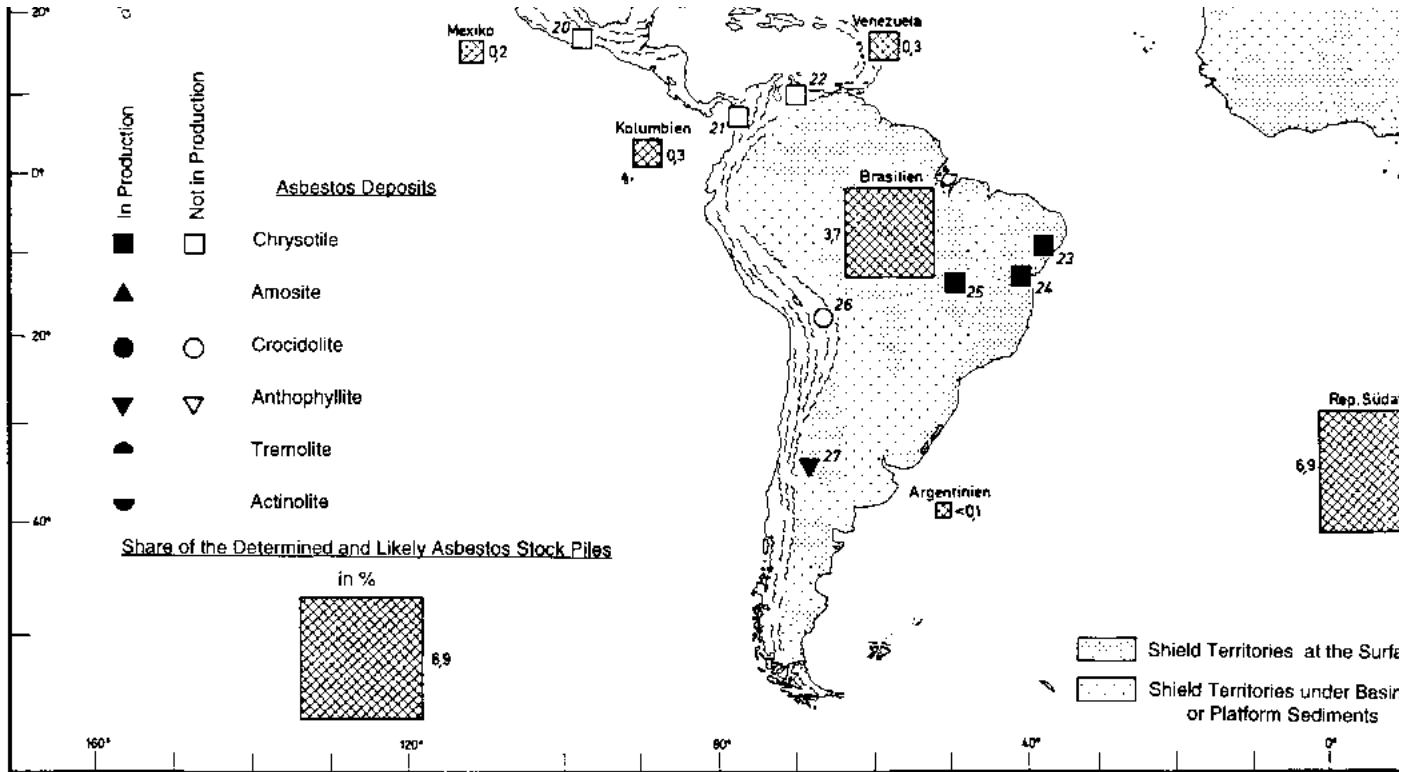 20°
0°
20°
40°
In Production
Not in Production
Asbestos Deposits
Chrysotile
Amosite
Crocidolite
Anthophyllite
Tremolite
Actinolite
Share of the Determined and Likely Asbestos Stock Piles
in %
6,9
Mexiko
0,2
20
Venezuela
0,3
22
21
Kolumbien
0,3
Brasilien
3,7
23
24
25
26
27
Argentinien
<0,1
Rep. Süda
6,9
Shield Territories at the Surfa
Shield Territories under Basin
or Platform Sediments
160°
120°
80°
40°
0°